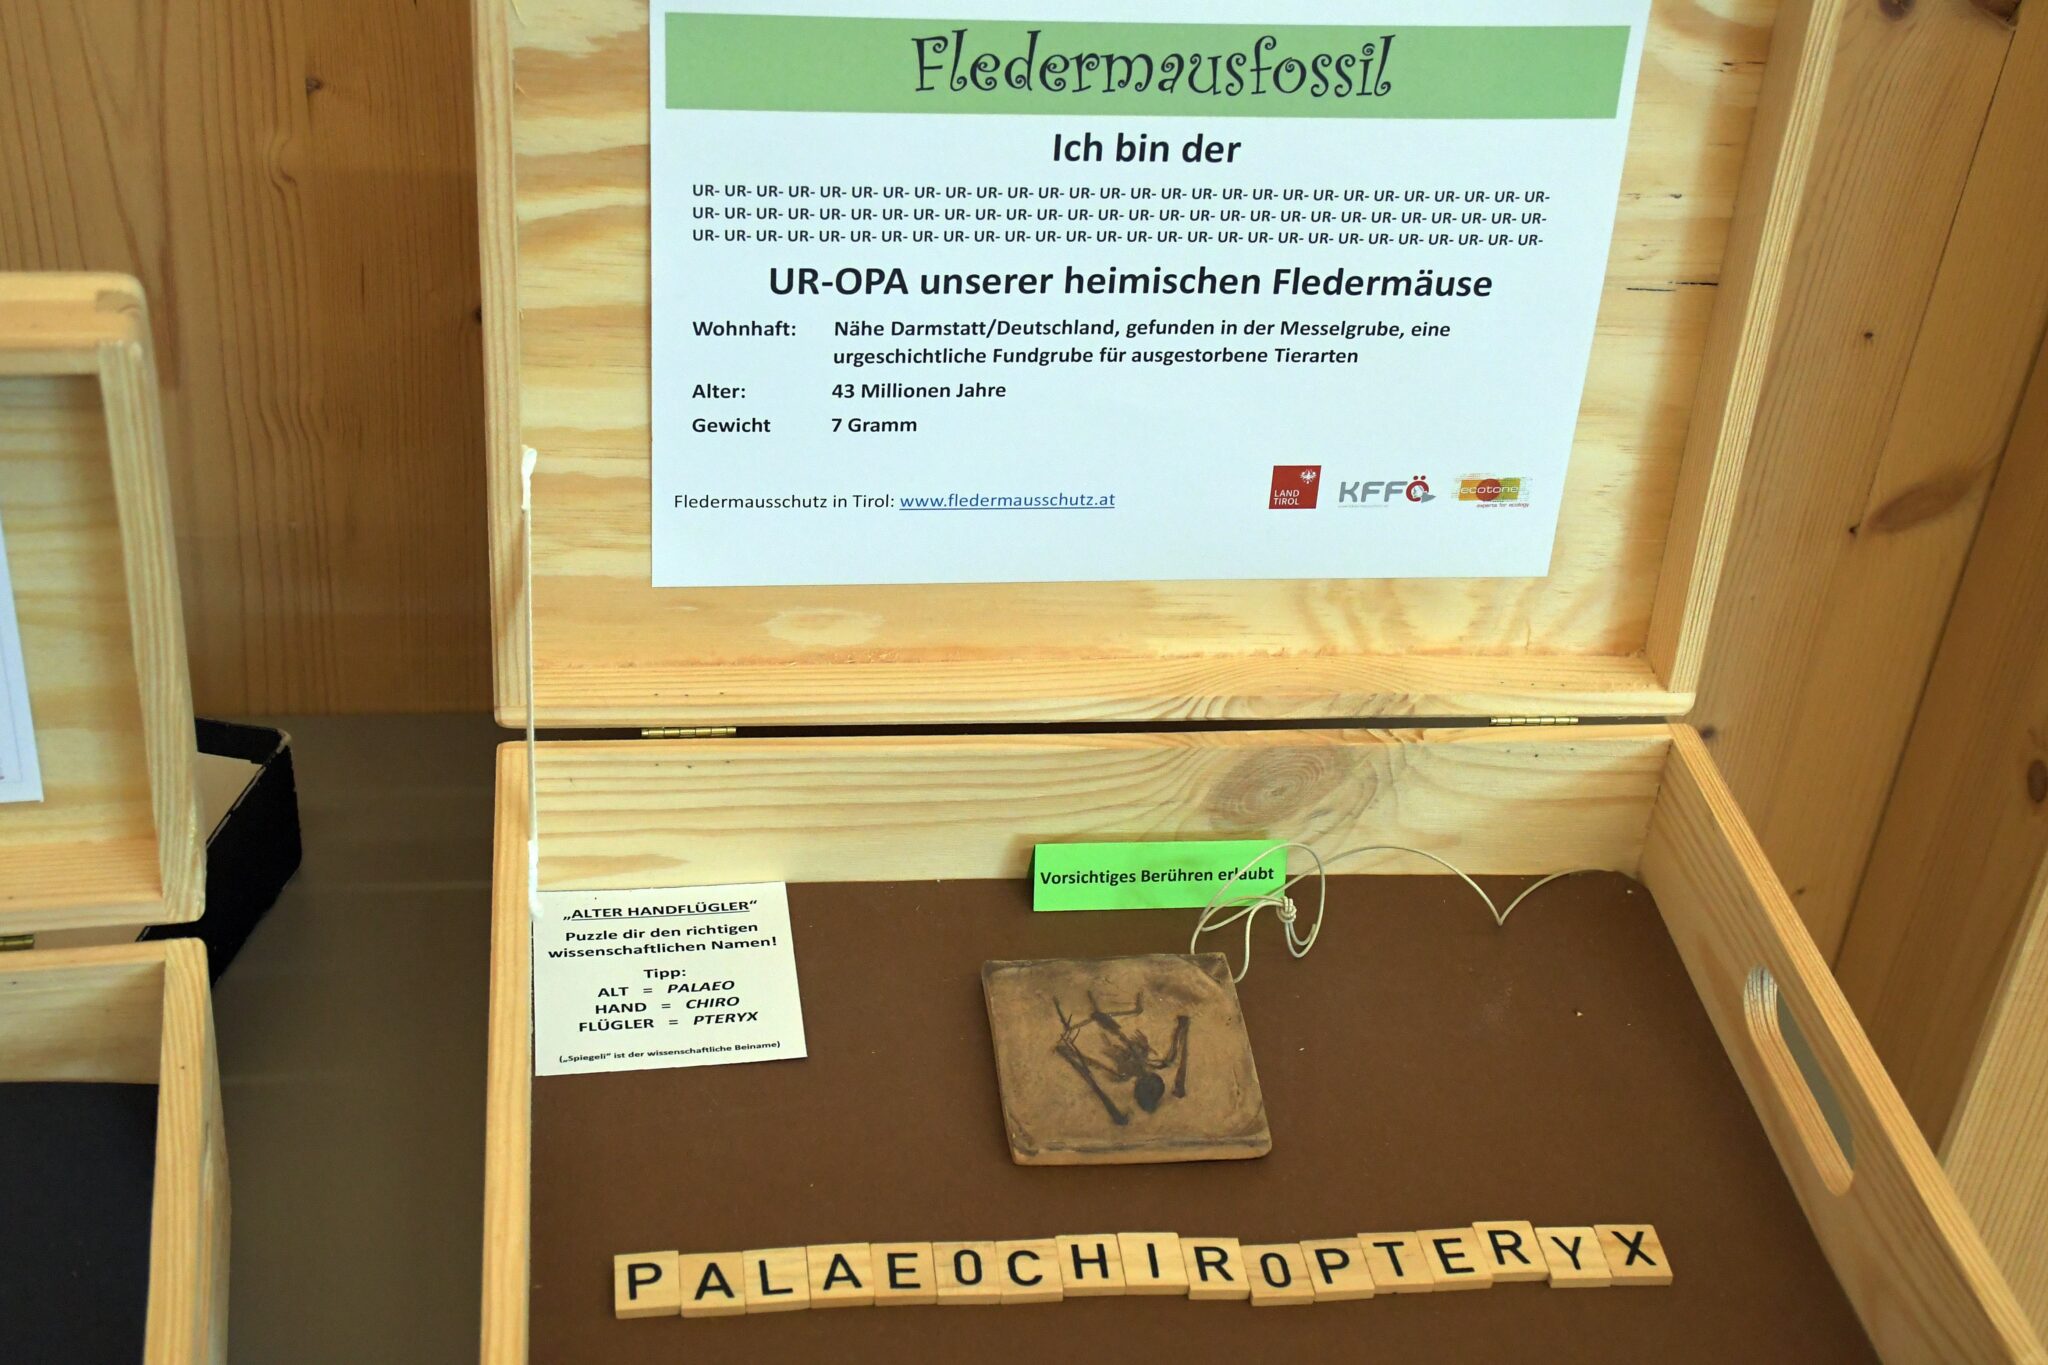 Fledermausfossil
Ich bin der
UR- UR- UR- UR- UR- UR- UR- UR- UR- UR- UR- UR- UR- UR- UR- UR- UR- UR- UR- UR- UR- UR- UR- UR- UR- UR- UR-
UR- UR- UR- UR- UR- UR- UR- UR- UR- UR- UR- UR- UR- UR- UR- UR- UR- UR- UR- UR- UR- UR- UR- UR- UR- UR- UR-
UR- UR- UR- UR- UR- UR- UR- UR- UR- UR- UR- UR- UR- UR- UR- UR- UR- UR- UR- UR- UR- UR- UR- UR- UR- UR- UR-
UR-OPA unserer heimischen Fledermäuse
Wohnhaft: Nähe Darmstatt/Deutschland, gefunden in der Messelgrube, eine
urgeschichtliche Fundgrube für ausgestorbene Tierarten
Alter: 43 Millionen Jahre
Gewicht 7 Gramm
Fledermausschutz in Tirol: www.fledermausschutz.at
LAND
TIROL
KFFÖ
ecotone
experts for ecology
Vorsichtiges Berühren erlaubt
„ALTER HANDFLÜGLER“
Puzzle dir den richtigen
wissenschaftlichen Namen!
Tipp:
ALT = PALAEO
HAND = CHIRO
FLÜGLER = PTERYX
(„Spiegeli“ ist der wissenschaftliche Beiname)
PALAEOCHIROPTERYX